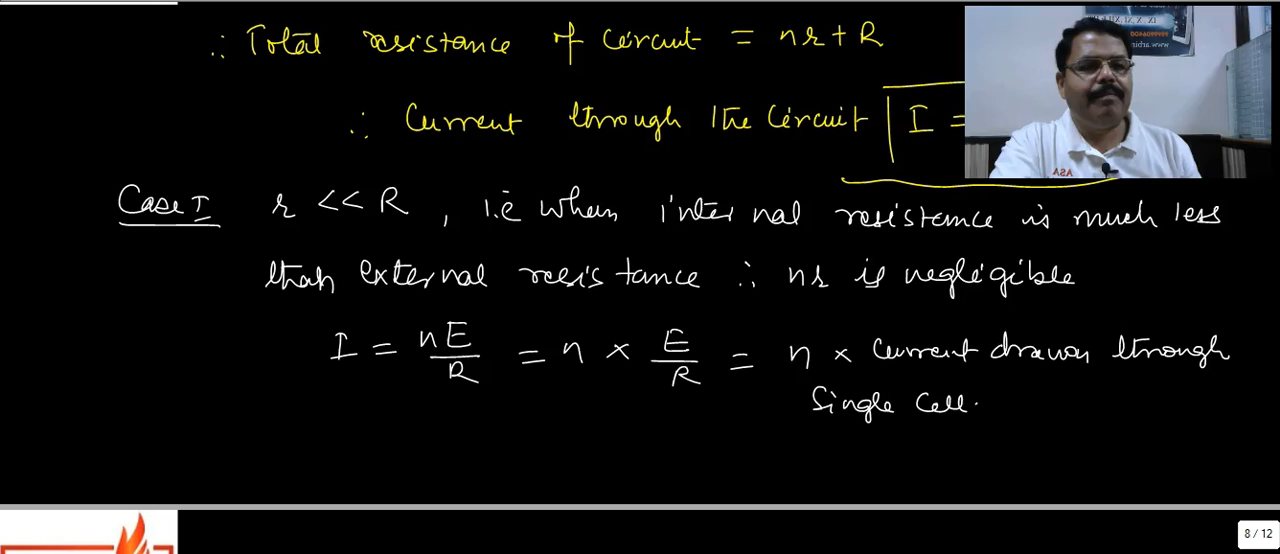 ∴ Total resistance of circuit = nr + R
∴ Current through the circuit I =
Case I r << R , i.e when internal resistance is much less
than external resistance ∴ nr is negligible
I = nE/R = n × E/R = n × Current drawn through
Single Cell.
ASA
8 / 12